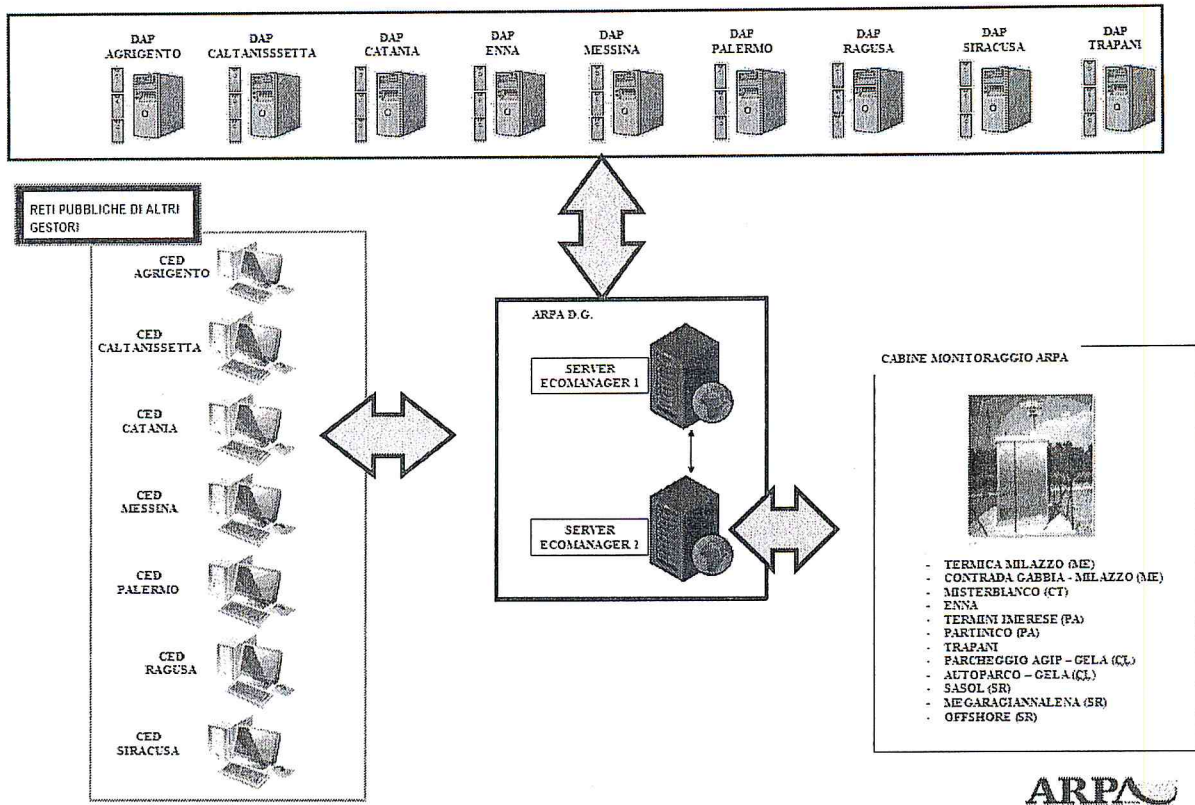 DAP
AGRIGENTO
DAP
CALTANISSSETTA
DAP
CATANIA
DAP
ENNA
DAP
MESSINA
DAP
PALERMO
DAP
RAGUSA
DAP
SIRACUSA
DAP
TRAPANI
RETI PUBBLICHE DI ALTRI
GESTORI
CED
AGRIGENTO
CED
CALTANISSETTA
CED
CATANIA
CED
MESSINA
CED
PALERMO
CED
RAGUSA
CED
SIRACUSA
ARPA D.G.
SERVER
ECOMANAGER 1
SERVER
ECOMANAGER 2
CABINE MONITORAGGIO ARPA
- TERMICA MILAZZO (ME)
- CONTRADA GABBIA - MILAZZO (ME)
- MISTERBIANCO (CT)
- ENNA
- TERMINI IMERESE (PA)
- PARTINICO (PA)
- TRAPANI
- PARCHEGGIO AGIP – GELA (CL)
- AUTOPARCO – GELA (CL)
- SASOL (SR)
- MEGARAGIANNALENA (SR)
- OFFSHORE (SR)
ARPA